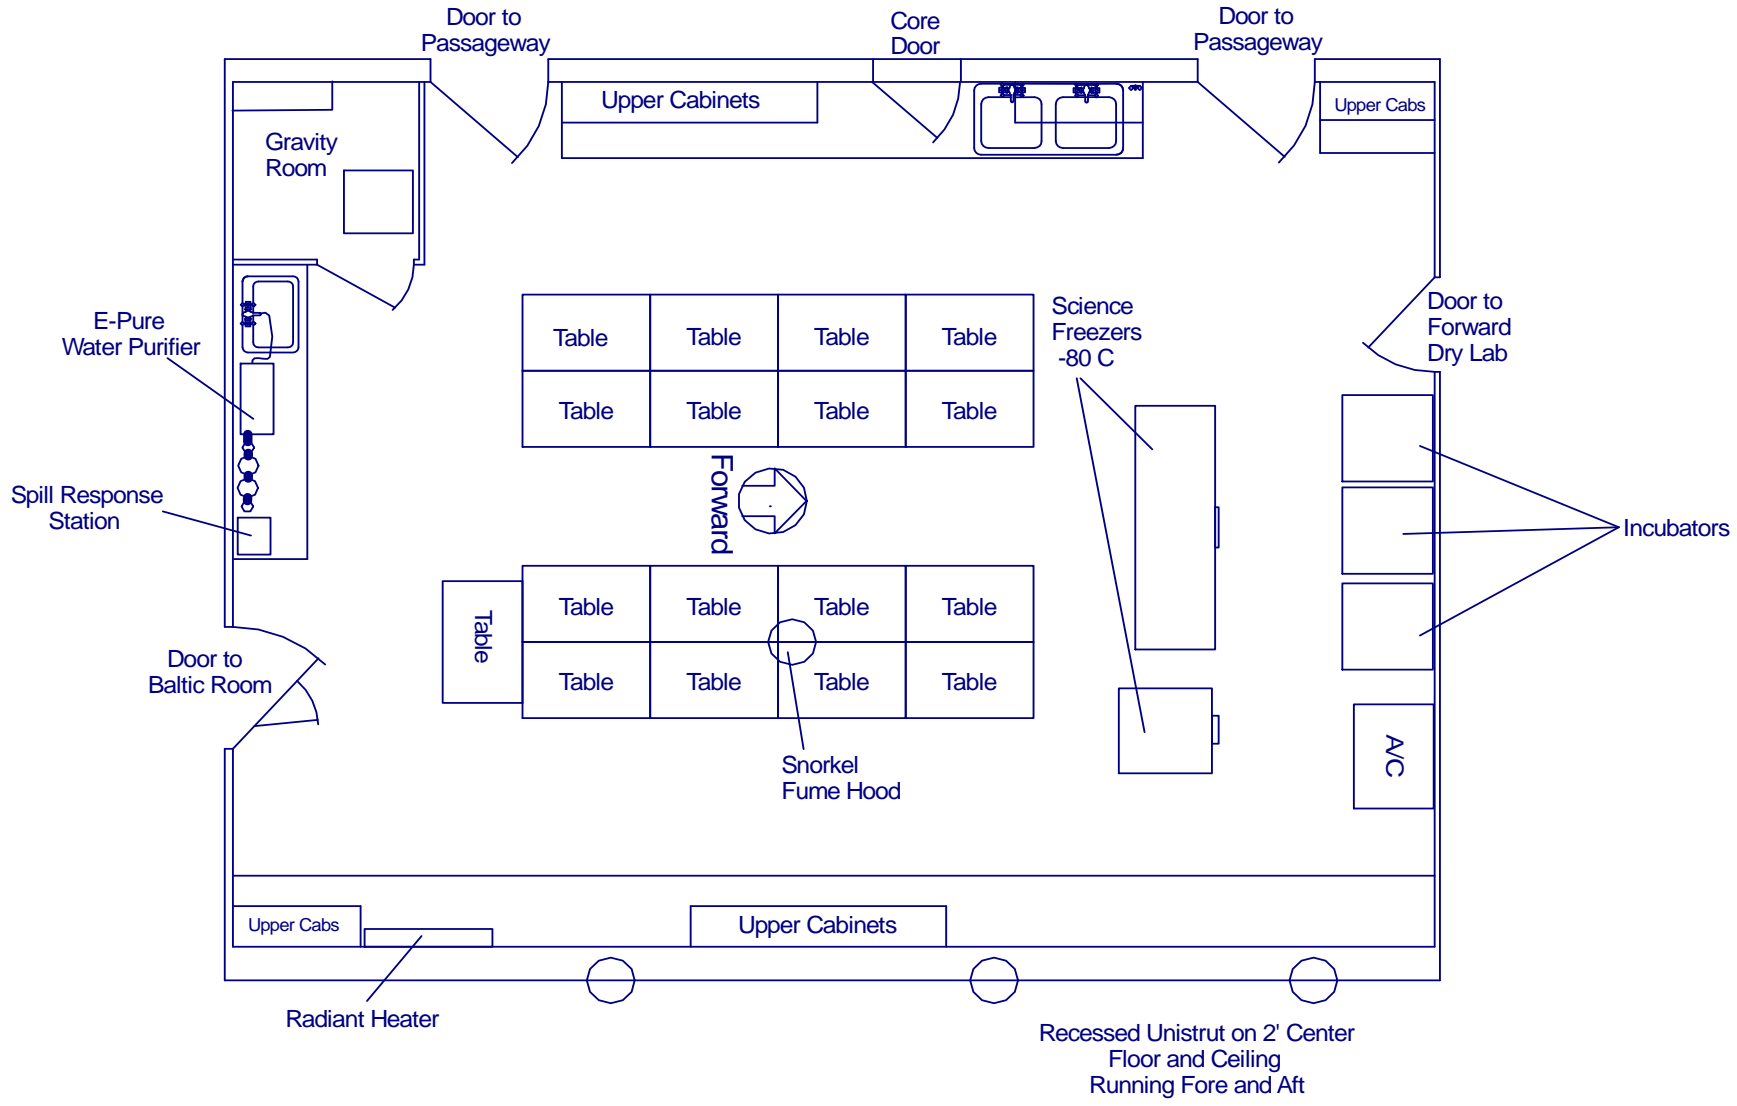 Door to
Passageway
Core
Door
Door to
Passageway
Upper Cabinets
Upper Cabs
Gravity
Room
E-Pure
Water Purifier
Table
Table
Table
Table
Science
Freezers
-80 C
Door to
Forward
Dry Lab
Table
Table
Table
Table
Forward
Spill Response
Station
Incubators
Table
Table
Table
Table
Table
Door to
Baltic Room
Table
Table
Table
Table
A/C
Snorkel
Fume Hood
Upper Cabs
Upper Cabinets
Radiant Heater
Recessed Unistrut on 2' Center
Floor and Ceiling
Running Fore and Aft